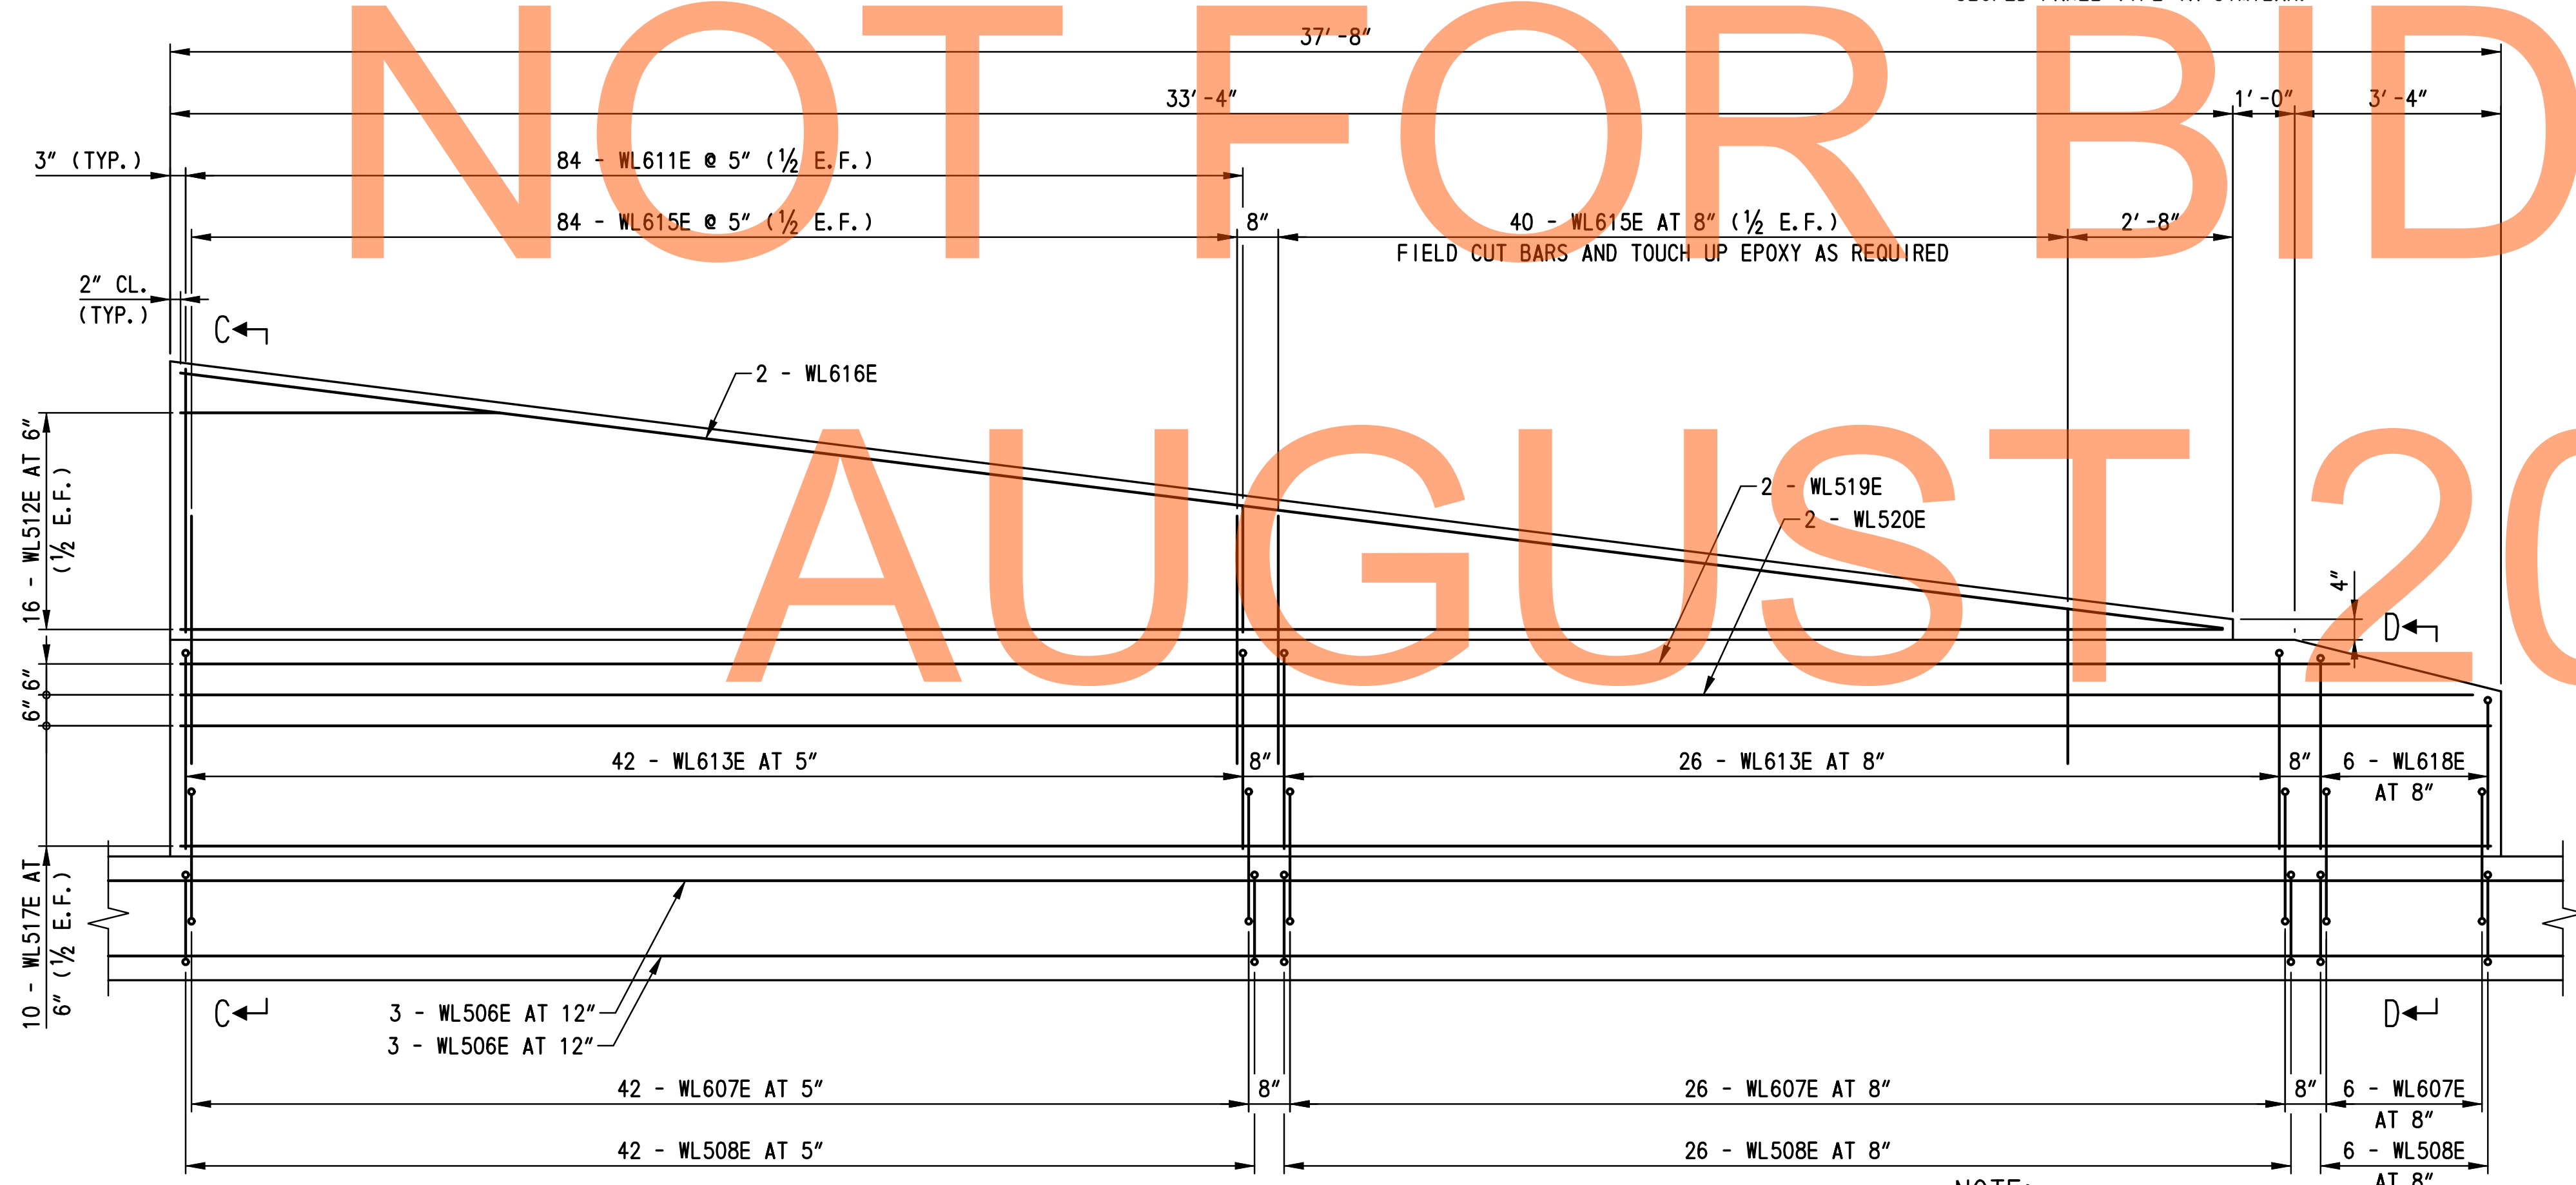 37'-8"
33'-4"
1'-0"
3'-4"
3" (TYP.)
84 - WL611E @ 5" (½ E.F.)
84 - WL615E @ 5" (½ E.F.)
8"
40 - WL615E AT 8" (½ E.F.)
FIELD CUT BARS AND TOUCH UP EPOXY AS REQUIRED
2'-8"
NOT FOR BID
2" CL.
(TYP.)
C
2 - WL616E
16 - WL512E AT 6"
(½ E.F.)
2 - WL519E
2 - WL520E
AUGUST 20
4"
D
6"
6"
42 - WL613E AT 5"
8"
26 - WL613E AT 8"
8"
6 - WL618E
AT 8"
10 - WL517E AT
6" (½ E.F.)
C
3 - WL506E AT 12"
3 - WL506E AT 12"
D
42 - WL607E AT 5"
8"
26 - WL607E AT 8"
8"
6 - WL607E
AT 8"
42 - WL508E AT 5"
26 - WL508E AT 8"
6 - WL508E
AT 8"
NOTE: